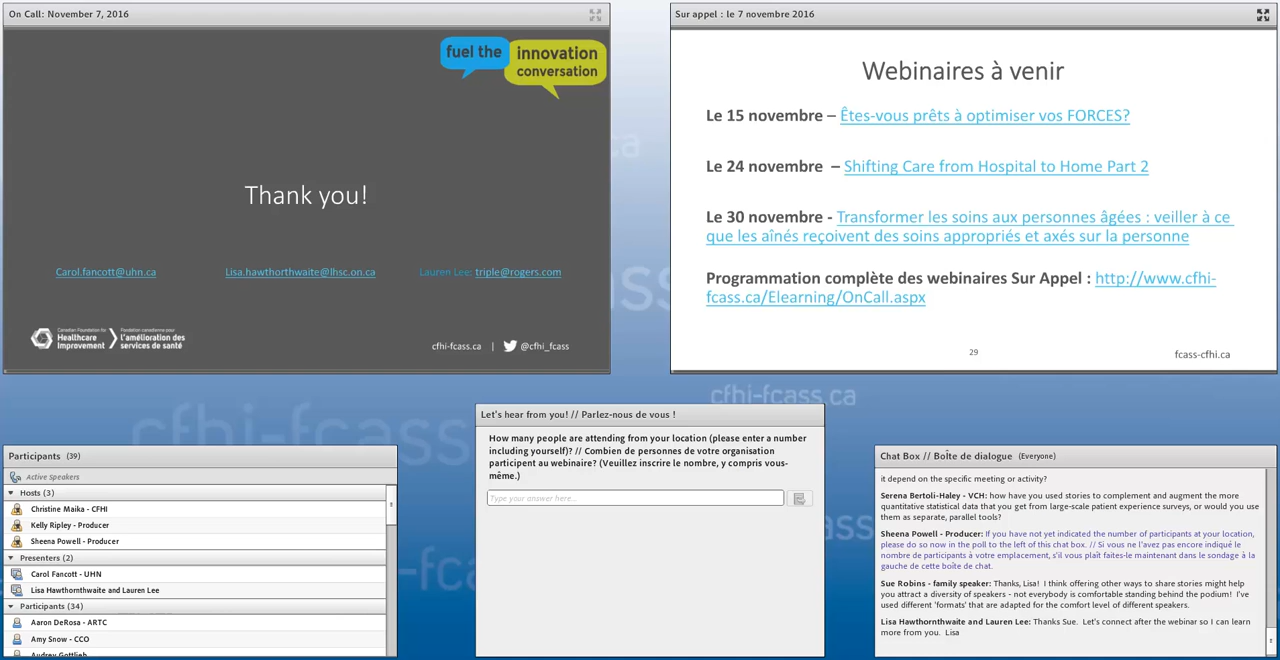 On Call: November 7, 2016
fuel the
innovation
conversation
Thank you!
Carol.fancott@uhn.ca
Lisa.hawthorthwaite@lhsc.on.ca
Lauren Lee: triple@rogers.com
Canadian Foundation for
Healthcare
Improvement
Fondation canadienne pour
l'amélioration des
services de santé
cfhi-fcass.ca | @cfhi_fcass
Sur appel : le 7 novembre 2016
Webinaires à venir
Le 15 novembre – Êtes-vous prêts à optimiser vos FORCES?
Le 24 novembre – Shifting Care from Hospital to Home Part 2
Le 30 novembre - Transformer les soins aux personnes âgées : veiller à ce
que les aînés reçoivent des soins appropriés et axés sur la personne
Programmation complète des webinaires Sur Appel : http://www.cfhi-
fcass.ca/Elearning/OnCall.aspx
29
fcass-cfhi.ca
cfhi-fcass.ca
cfhi-fcass
Participants (39)
Active Speakers
Hosts (3)
Christine Maika - CFHI
Kelly Ripley - Producer
Sheena Powell - Producer
Presenters (2)
Carol Fancott - UHN
Lisa Hawthornthwaite and Lauren Lee
Participants (34)
Aaron DeRosa - ARTC
Amy Snow - CCO
Audrey Gottlieb
Let's hear from you! // Parlez-nous de vous !
How many people are attending from your location (please enter a number
including yourself)? // Combien de personnes de votre organisation
participent au webinaire? (Veuillez inscrire le nombre, y compris vous-
même.)
Type your answer here...
Chat Box // Boîte de dialogue (Everyone)
it depend on the specific meeting or activity?
Serena Bertoli-Haley - VCH: how have you used stories to complement and augment the more
quantitative statistical data that you get from large-scale patient experience surveys, or would you use
them as separate, parallel tools?
Sheena Powell - Producer: If you have not yet indicated the number of participants at your location,
please do so now in the poll to the left of this chat box. // Si vous ne l'avez pas encore indiqué le
nombre de participants à votre emplacement, s'il vous plaît faites-le maintenant dans le sondage à la
gauche de cette boîte de chat.
Sue Robins - family speaker: Thanks, Lisa! I think offering other ways to share stories might help
you attract a diversity of speakers - not everybody is comfortable standing behind the podium! I've
used different 'formats' that are adapted for the comfort level of different speakers.
Lisa Hawthornthwaite and Lauren Lee: Thanks Sue. Let's connect after the webinar so I can learn
more from you. Lisa